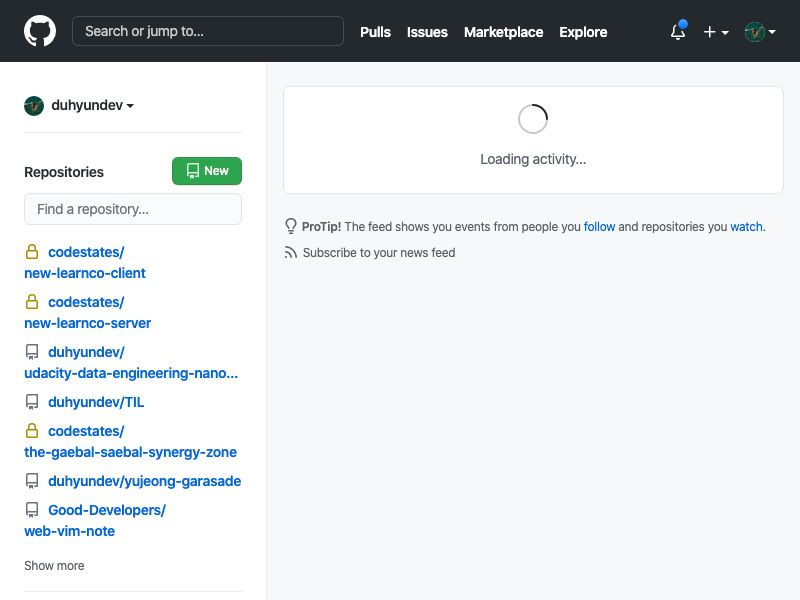 Search or jump to...
Pulls Issues Marketplace Explore
duhyundev
Repositories
New
Find a repository...
codestates/
new-learnco-client
codestates/
new-learnco-server
duhyundev/
udacity-data-engineering-nano...
duhyundev/TIL
codestates/
the-gaebal-saebal-synergy-zone
duhyundev/yujeong-garasade
Good-Developers/
web-vim-note
Show more
Loading activity...
ProTip! The feed shows you events from people you follow and repositories you watch.
Subscribe to your news feed